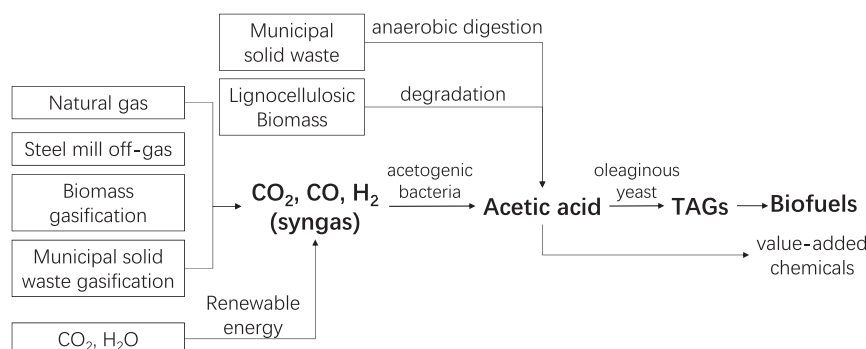 Municipal
solid waste
anaerobic digestion
Lignocellulosic
Biomass
degradation
Natural gas
Steel mill off-gas
Biomass
gasification
Municipal solid
waste gasification
CO₂, H₂O
Renewable
energy
CO₂, CO, H₂
(syngas)
acetogenic
bacteria
Acetic acid
oleaginous
yeast
TAGs
Biofuels
value-added
chemicals